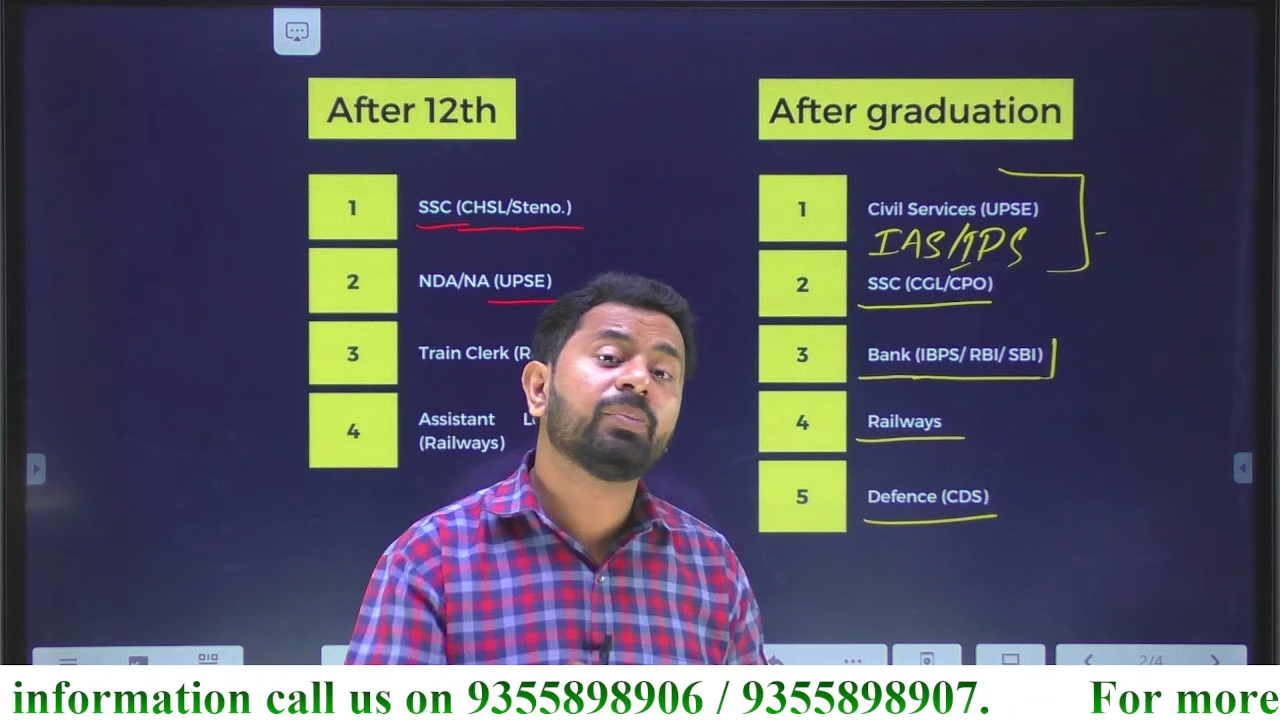 After 12th
1
SSC (CHSL/Steno.)
2
NDA/NA (UPSE)
3
Train Clerk (R
4
Assistant
(Railways)
After graduation
1
Civil Services (UPSE)
IAS/IPS
2
SSC (CGL/CPO)
3
Bank (IBPS/ RBI/ SBI)
4
Railways
5
Defence (CDS)
2/4
information call us on 9355898906 / 9355898907. For more